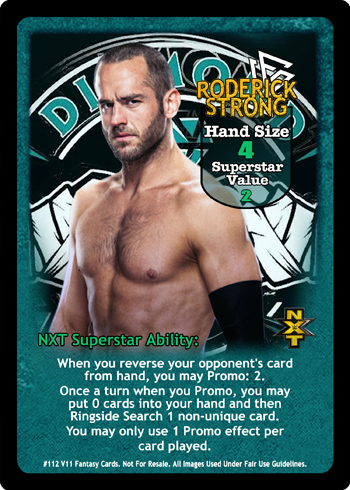 DIAMOND
RODERICK
STRONG
Hand Size
4
Superstar
Value
2
NXT
NXT Superstar Ability:
When you reverse your opponent's card
from hand, you may Promo: 2.
Once a turn when you Promo, you may
put 0 cards into your hand and then
Ringside Search 1 non-unique card.
You may only use 1 Promo effect per
card played.
#112 V11 Fantasy Cards. Not For Resale. All Images Used Under Fair Use Guidelines.